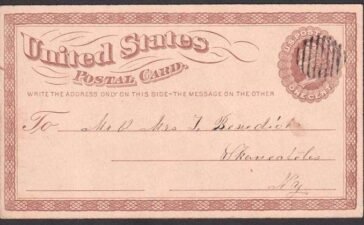 United States
POSTAL CARD.
WRITE THE ADDRESS ONLY ON THIS SIDE-THE MESSAGE ON THE OTHER
U.S. POSTAGE
ONE CENT
To Mr & Mrs J. Benedict
Skaneateles
N.Y.